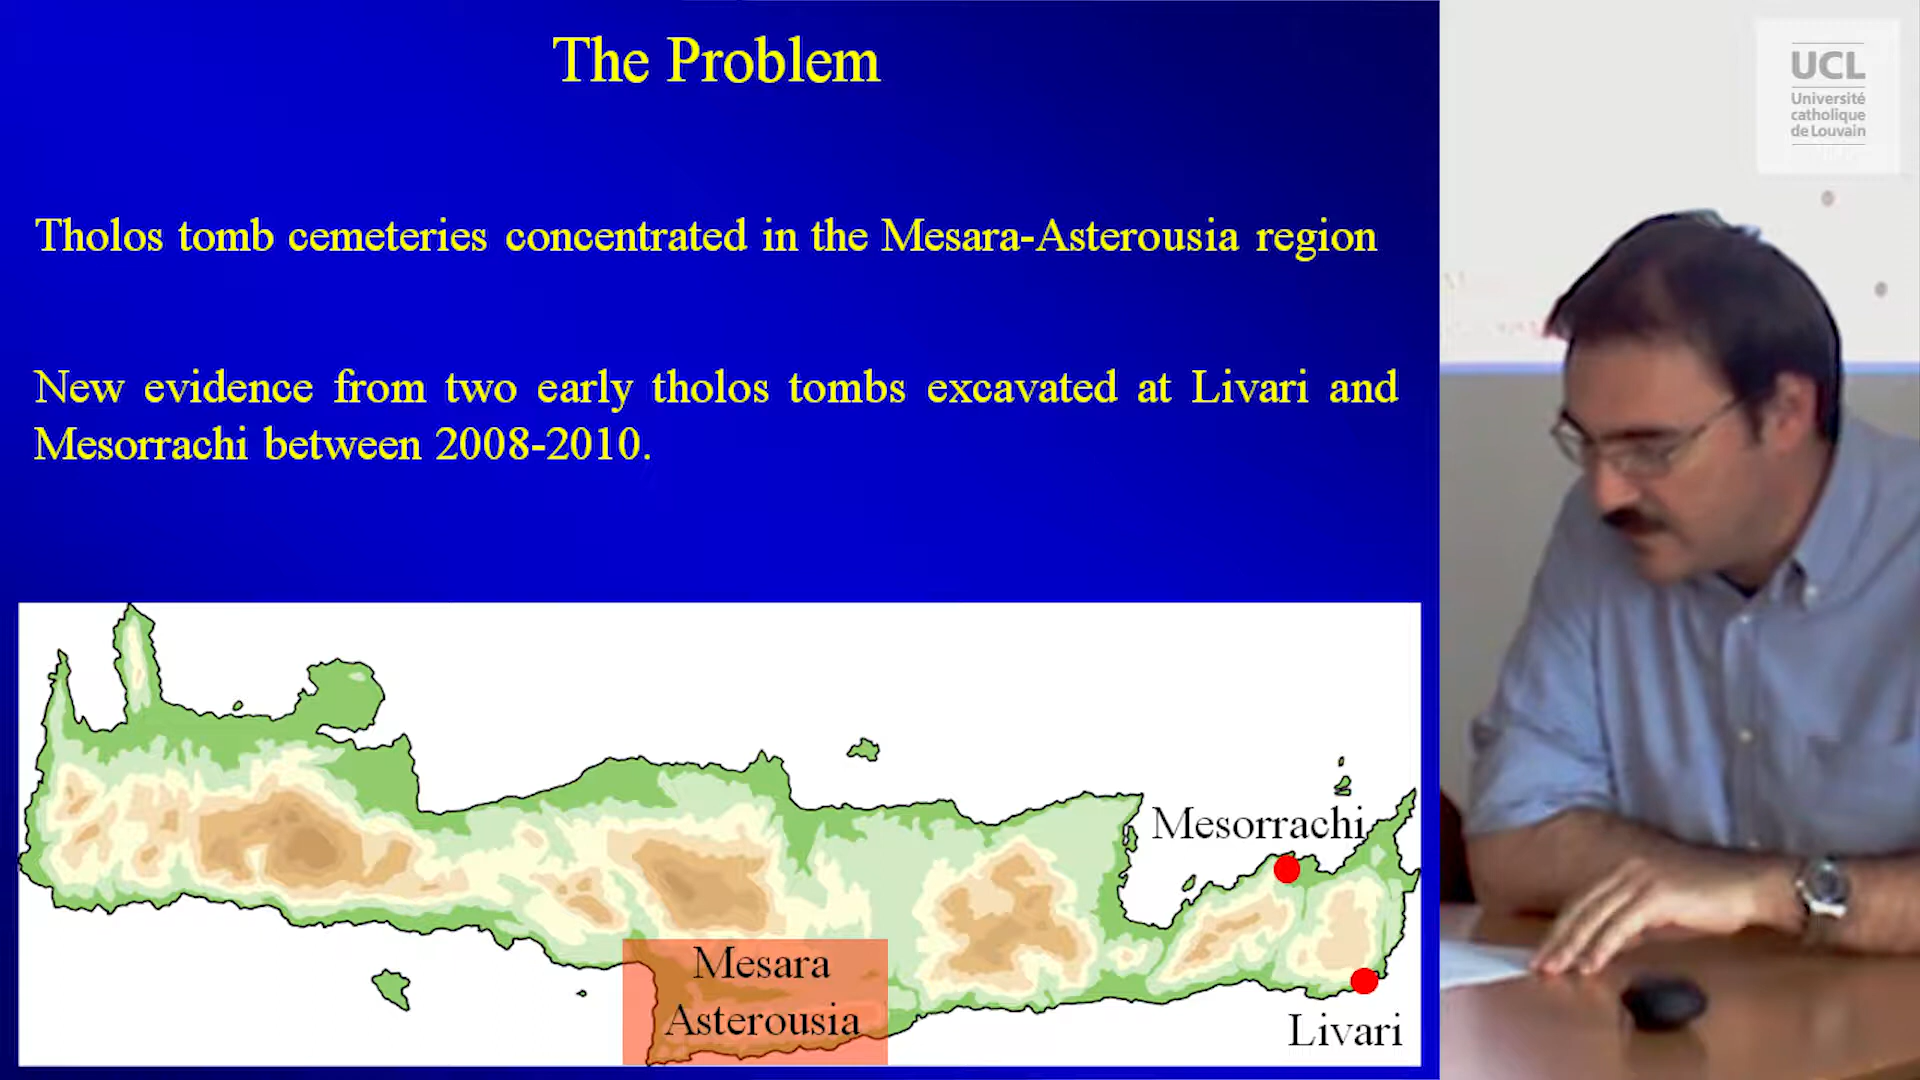 The Problem
Tholos tomb cemeteries concentrated in the Mesara-Asterousia region
New evidence from two early tholos tombs excavated at Livari and
Mesorrachi between 2008-2010.
Mesorrachi
Mesara
Asterousia
Livari
UCL
Université
catholique
de Louvain